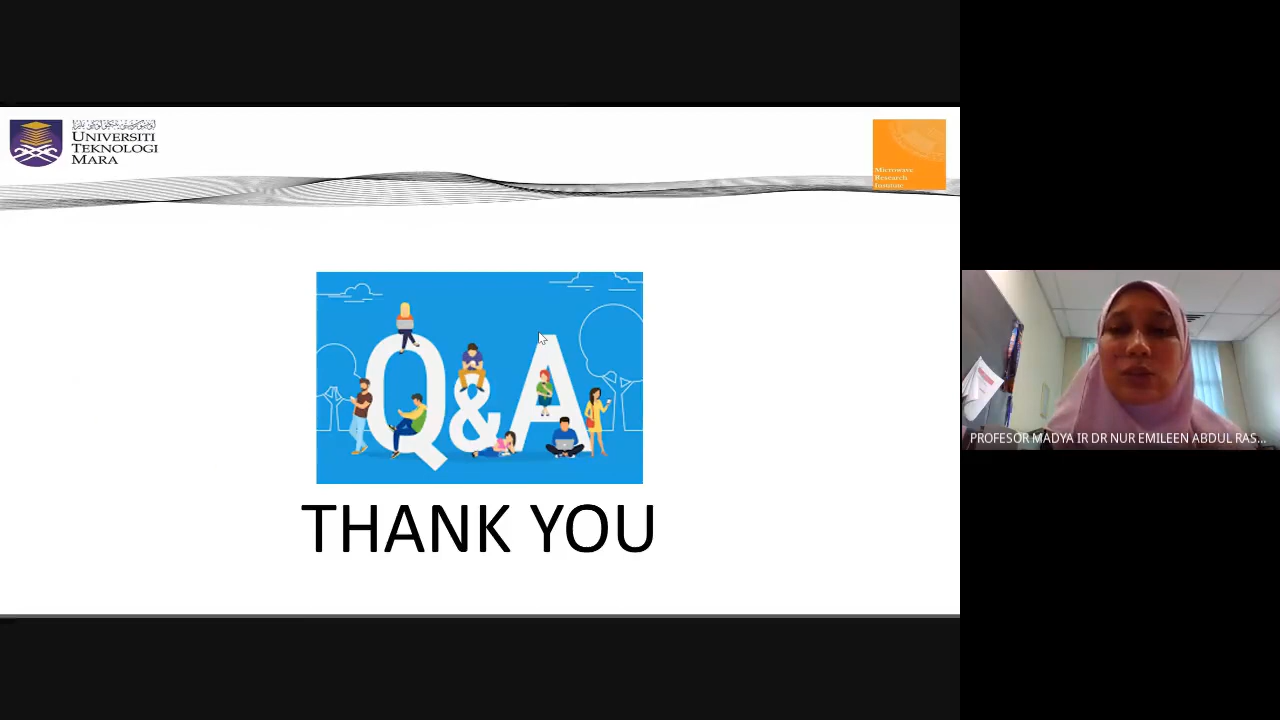 UNIVERSITI
TEKNOLOGI
MARA
Microwave
Research
Institute
Q&A
THANK YOU
PROFESOR MADYA IR DR NUR EMILEEN ABDUL RAS...